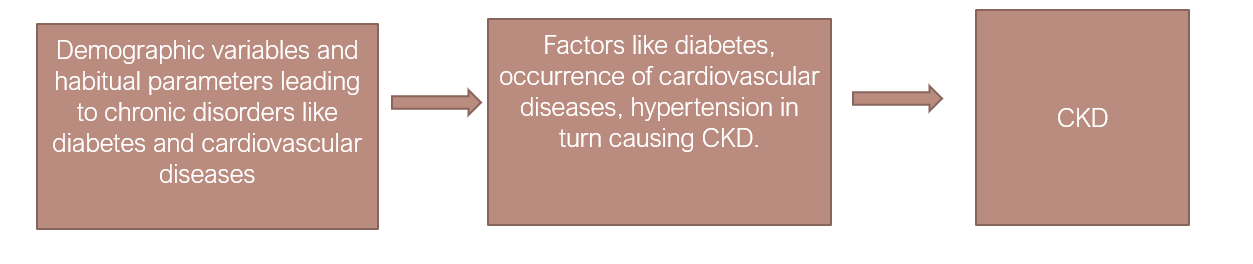 Demographic variables and
habitual parameters leading
to chronic disorders like
diabetes and cardiovascular
diseases
Factors like diabetes,
occurrence of cardiovascular
diseases, hypertension in
turn causing CKD.
CKD